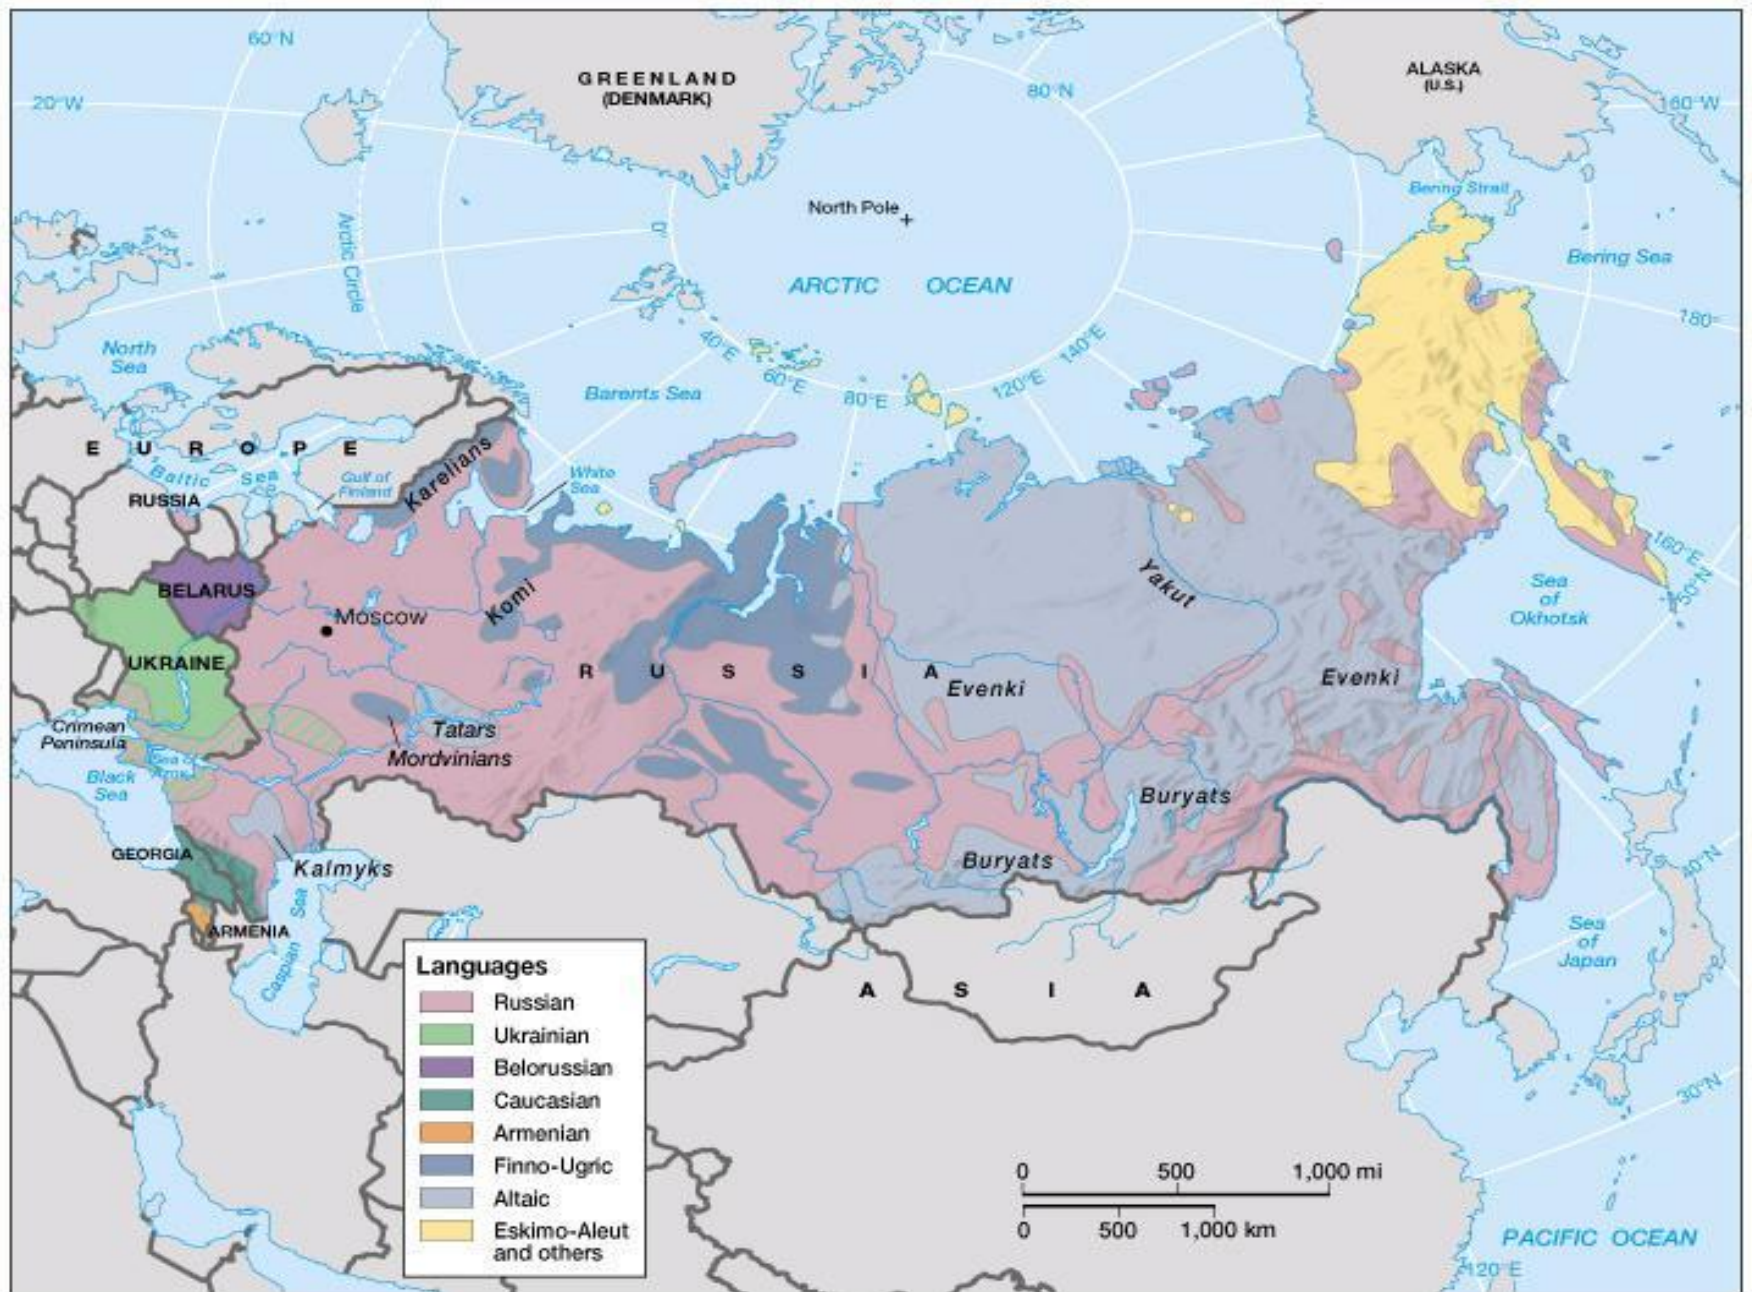 60°N
GREENLAND
(DENMARK)
80°N
ALASKA
(U.S.)
20°W
160°W
Bering Strait
North Pole
Arctic Circle
0°
Bering Sea
ARCTIC OCEAN
180°
North
Sea
40°E
60°E
80°E
120°E
140°E
Barents Sea
EUROPE
Baltic Sea
Gulf of
Finland
Karelians
White
Sea
RUSSIA
160°E
50°N
BELARUS
Moscow
Komi
Yakut
Sea
of
Okhotsk
UKRAINE
RUSSIA
Evenki
Evenki
Crimean
Peninsula
Tatars
Mordvinians
Sea of
Azov
Black
Sea
Buryats
GEORGIA
Kalmyks
Buryats
40°N
ARMENIA
Caspian Sea
Sea
of
Japan
ASIA
Languages
Russian
Ukrainian
Belorussian
Caucasian
Armenian
Finno-Ugric
Altaic
Eskimo-Aleut
and others
30°N
0 500 1,000 mi
0 500 1,000 km
PACIFIC OCEAN
120°E